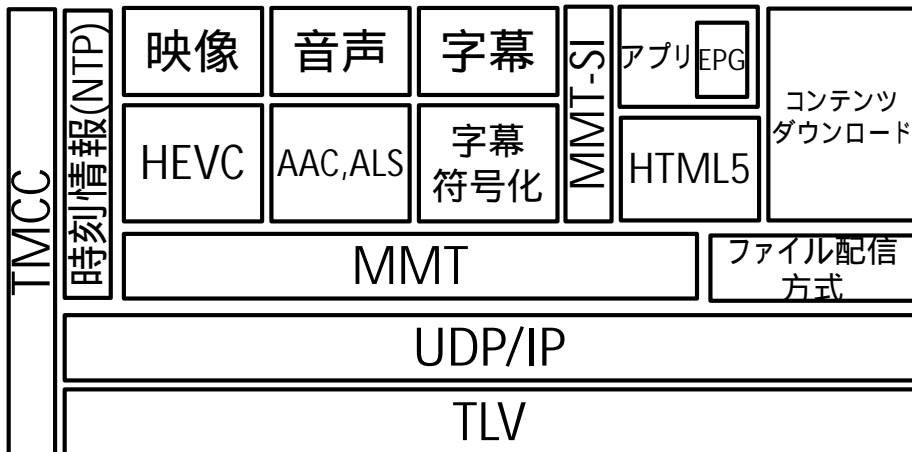 TMCC
時刻情報(NTP)
映像
音声
字幕
MMT-SI
アプリ
EPG
コンテンツ
ダウンロード
HEVC
AAC,ALS
字幕
符号化
HTML5
MMT
ファイル配信
方式
UDP/IP
TLV